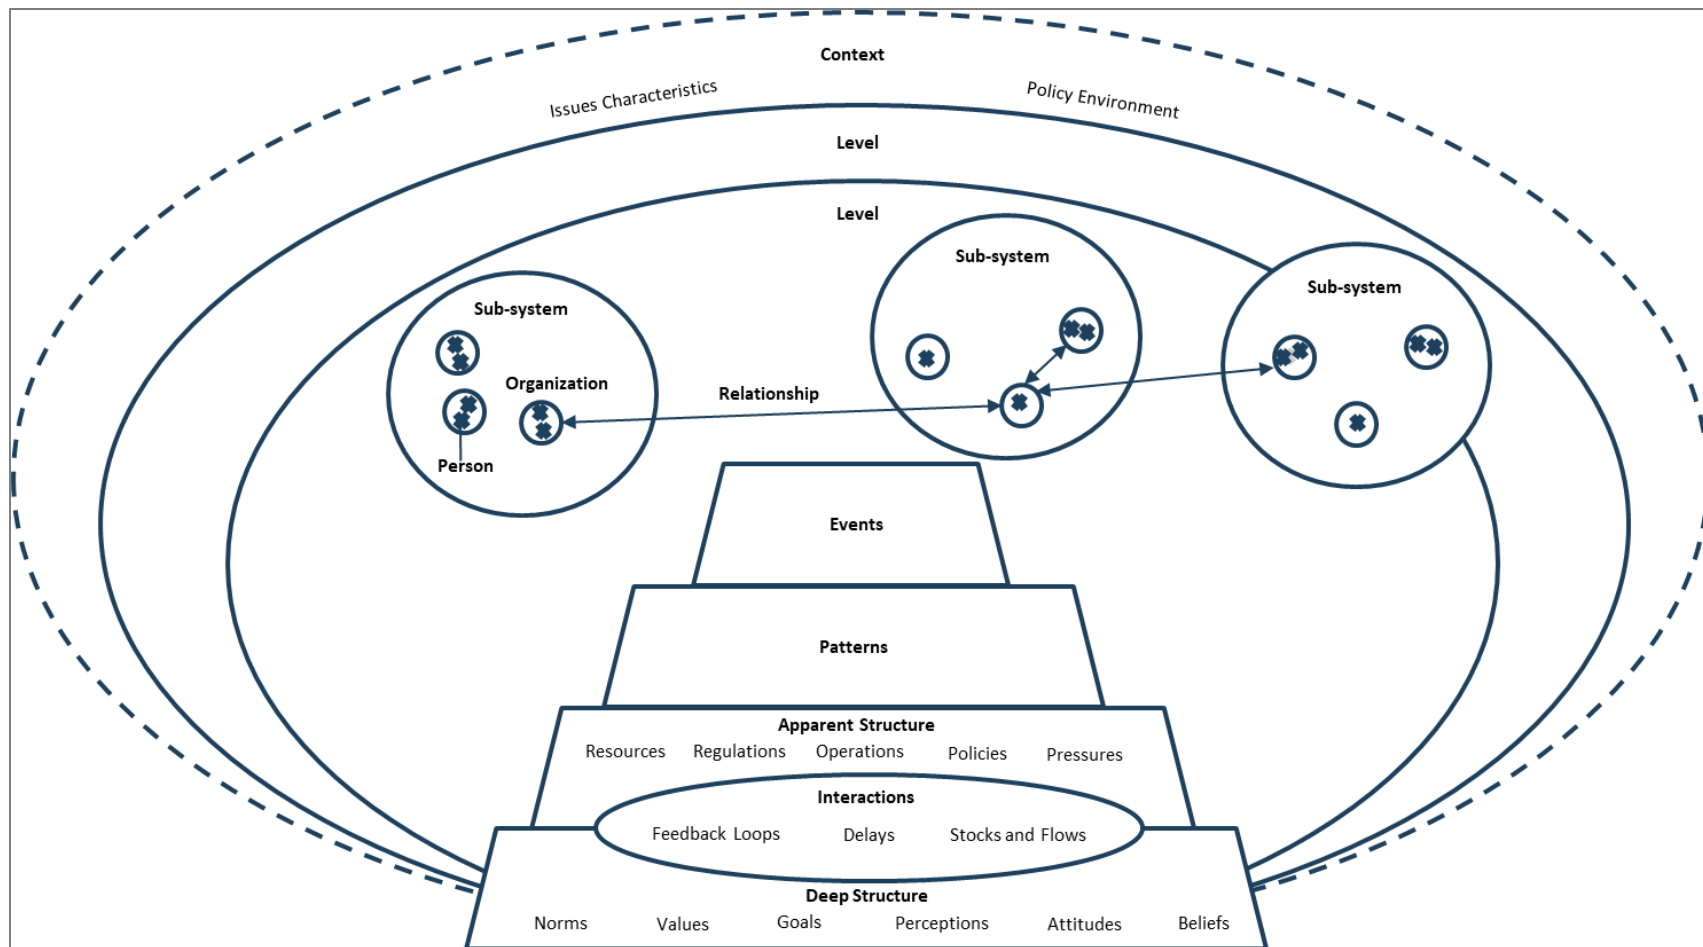 Context
Issues Characteristics
Policy Environment
Level
Level
Sub-system
Sub-system
Sub-system
Organization
Relationship
Person
Events
Patterns
Apparent Structure
Resources Regulations Operations Policies Pressures
Interactions
Feedback Loops Delays Stocks and Flows
Deep Structure
Norms Values Goals Perceptions Attitudes Beliefs